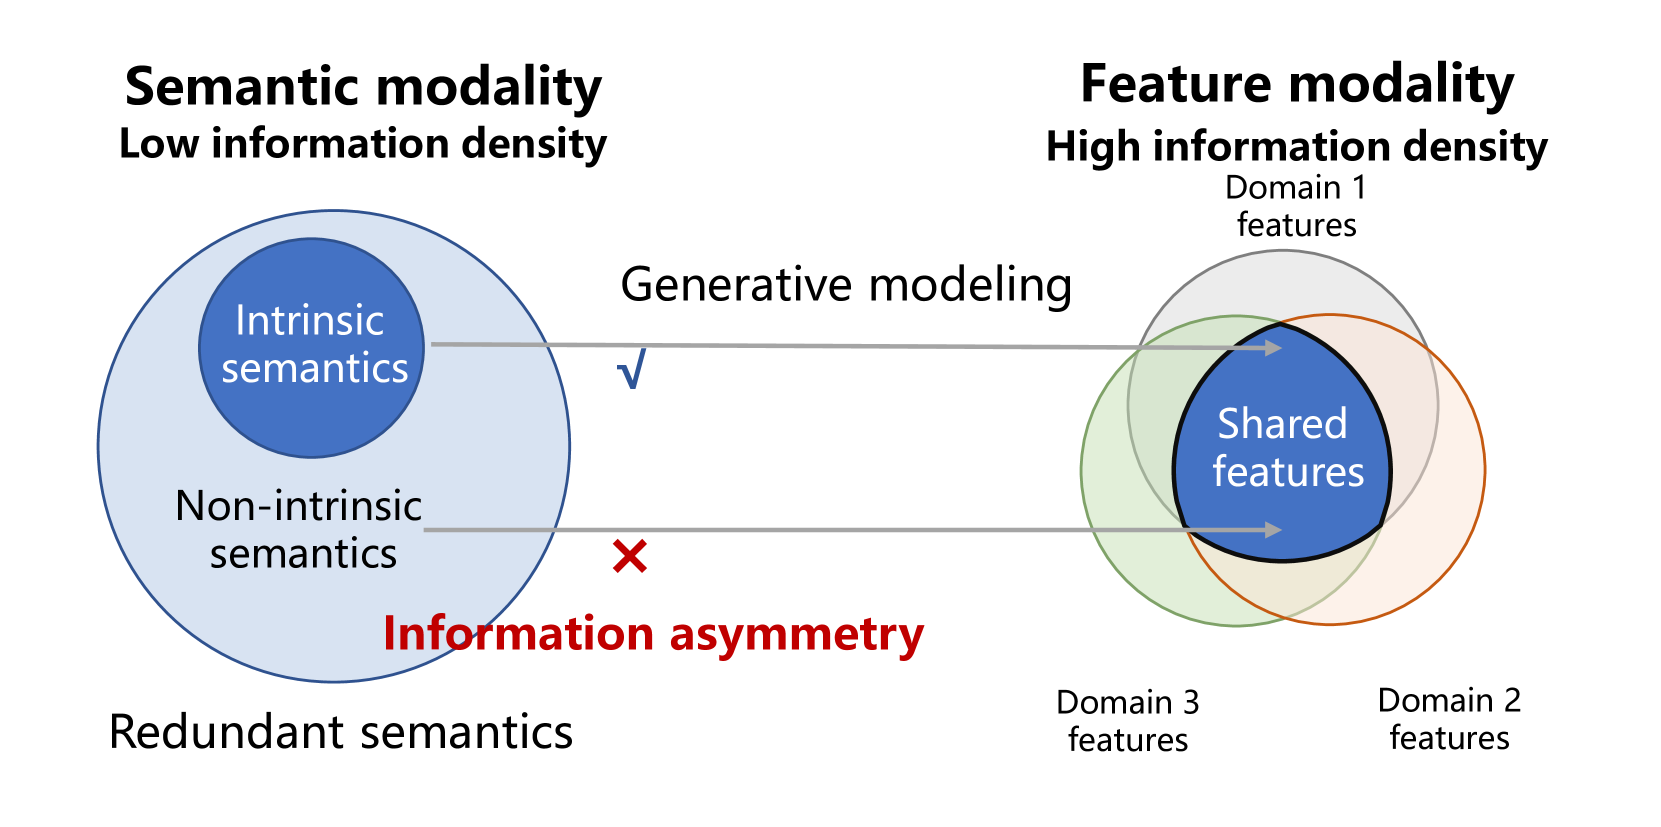 Semantic modality
Low information density
Intrinsic
semantics
Non-intrinsic
semantics
Redundant semantics
Generative modeling
√
×
Information asymmetry
Feature modality
High information density
Domain 1
features
Shared
features
Domain 3
features
Domain 2
features